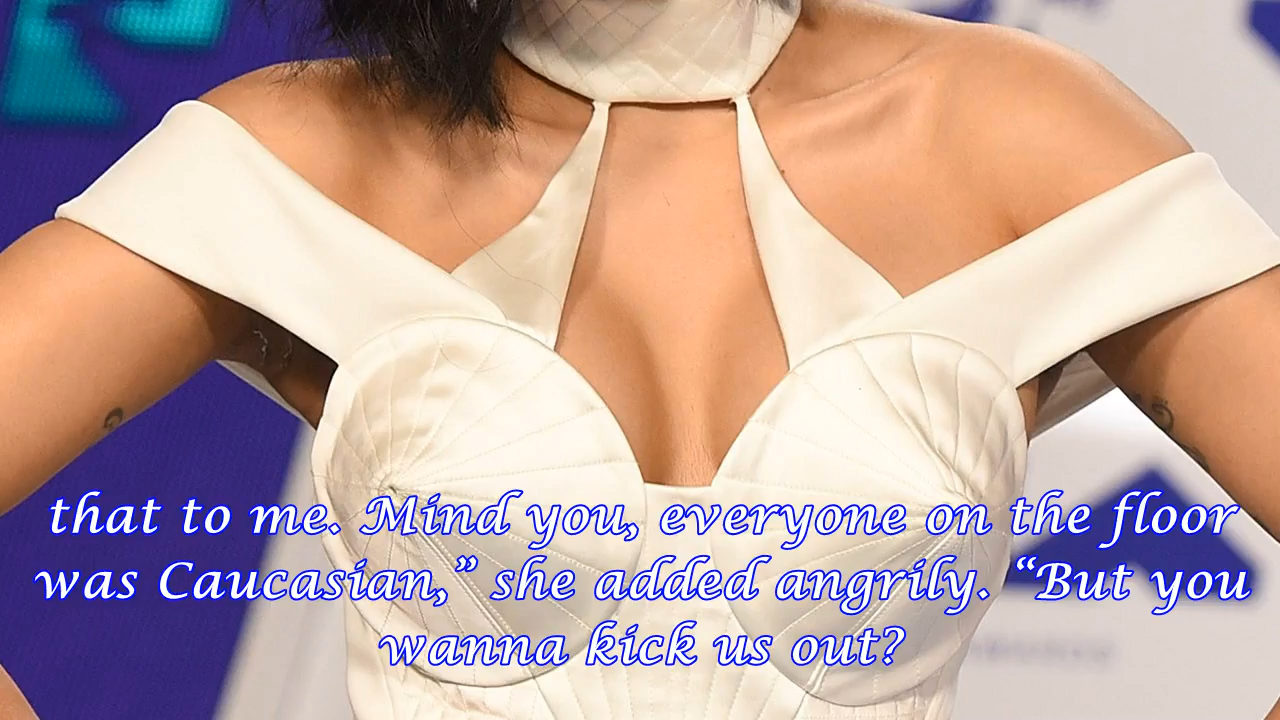 that to me. Mind you, everyone on the floor
was Caucasian,” she added angrily. “But you
wanna kick us out?